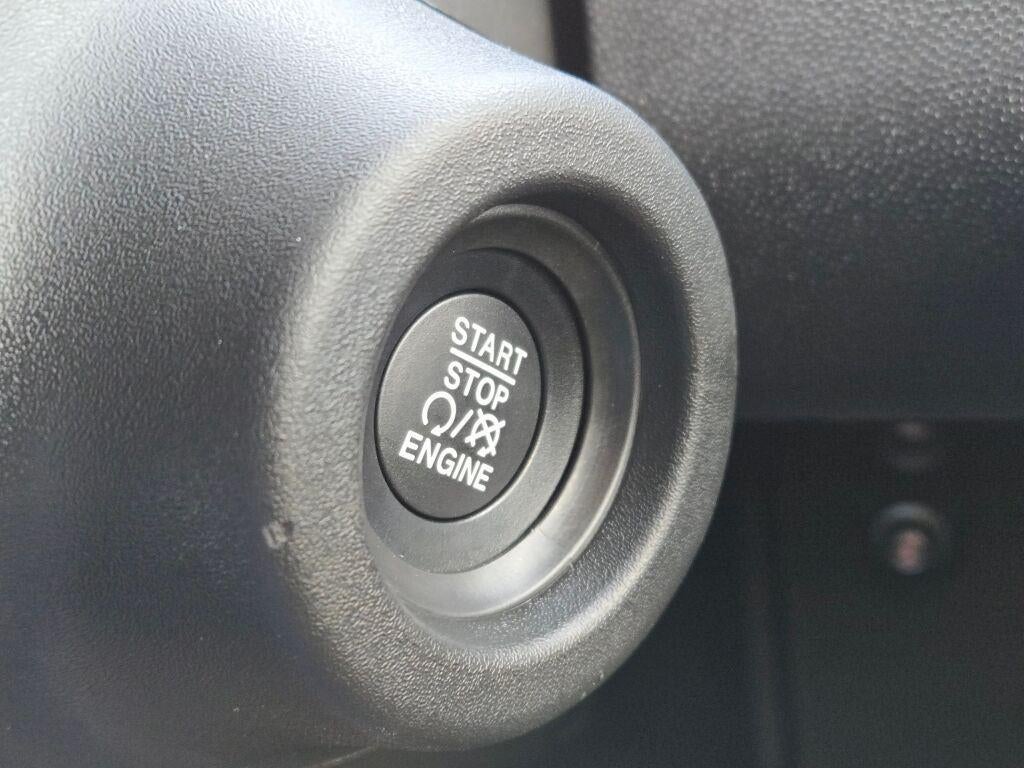 START
STOP
/
ENGINE